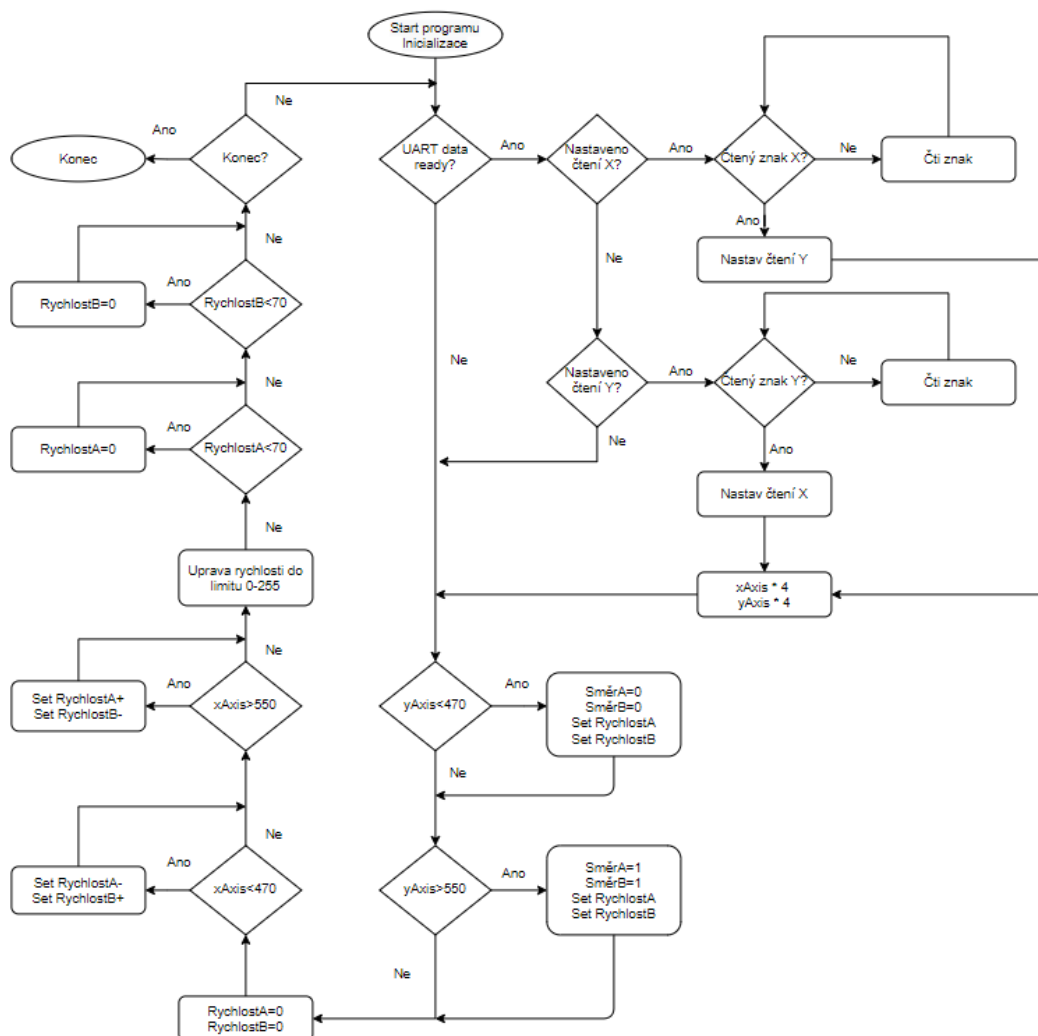 Start programu
Inicializace
Ne
Ano
Konec
Konec?
UART data
ready?
Ano
Nastaveno
čtení X?
Ano
Čtený znak X?
Ne
Čti znak
Ano
Nastav čtení Y
Ne
Ne
Ano
RychlostB=0
RychlostB<70
Ne
Nastaveno
čtení Y?
Ano
Čtený znak Y?
Ne
Čti znak
Ne
Ano
RychlostA=0
RychlostA<70
Ne
Ano
Nastav čtení X
Ne
Uprava rychlosti do
limitu 0-255
xAxis * 4
yAxis * 4
Ne
Ano
Set RychlostA+
Set RychlostB-
xAxis>550
yAxis<470
Ano
SměrA=0
SměrB=0
Set RychlostA
Set RychlostB
Ne
Ne
Ano
Set RychlostA-
Set RychlostB+
xAxis<470
yAxis>550
Ano
SměrA=1
SměrB=1
Set RychlostA
Set RychlostB
Ne
RychlostA=0
RychlostB=0